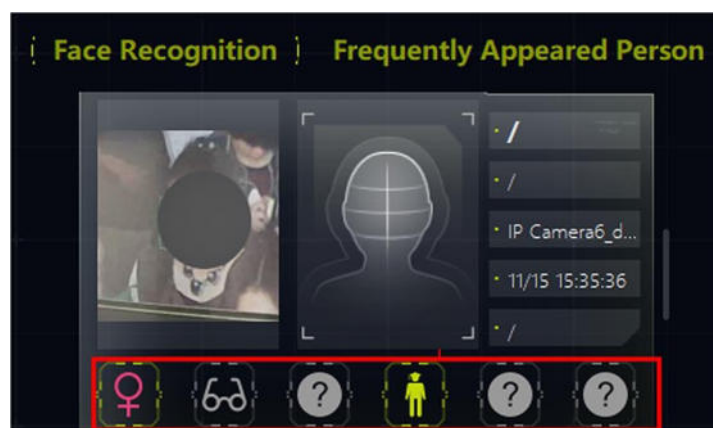 Face Recognition
Frequently Appeared Person
/
/
IP Camera6_d...
11/15 15:35:36
/
? ? ?